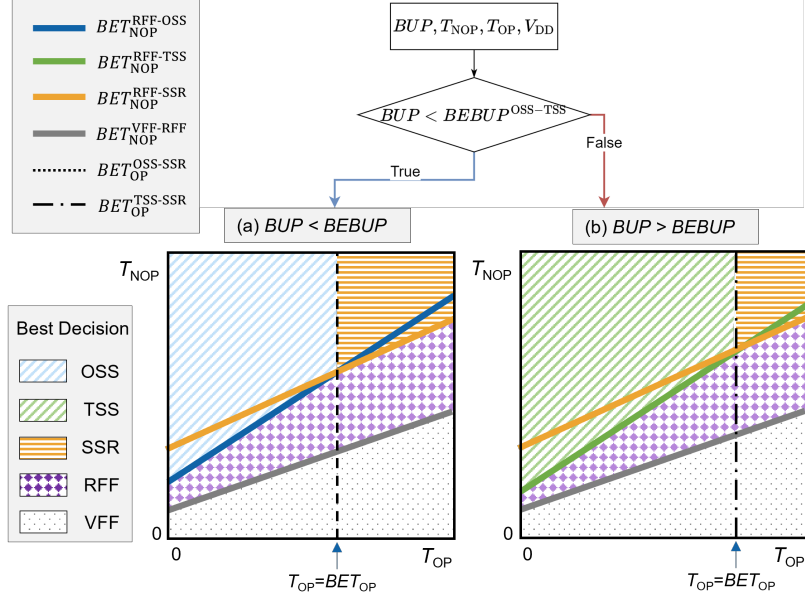 BET_NOP^RFF-OSS
BET_NOP^RFF-TSS
BET_NOP^RFF-SSR
BET_NOP^VFF-RFF
BET_OP^OSS-SSR
BET_OP^TSS-SSR
BUP, T_NOP, T_OP, V_DD
BUP < BEBUP^OSS−TSS
True
False
(a) BUP < BEBUP
(b) BUP > BEBUP
Best Decision
OSS
TSS
SSR
RFF
VFF
T_NOP
0
0
T_OP
T_OP=BET_OP
T_NOP
0
0
T_OP
T_OP=BET_OP